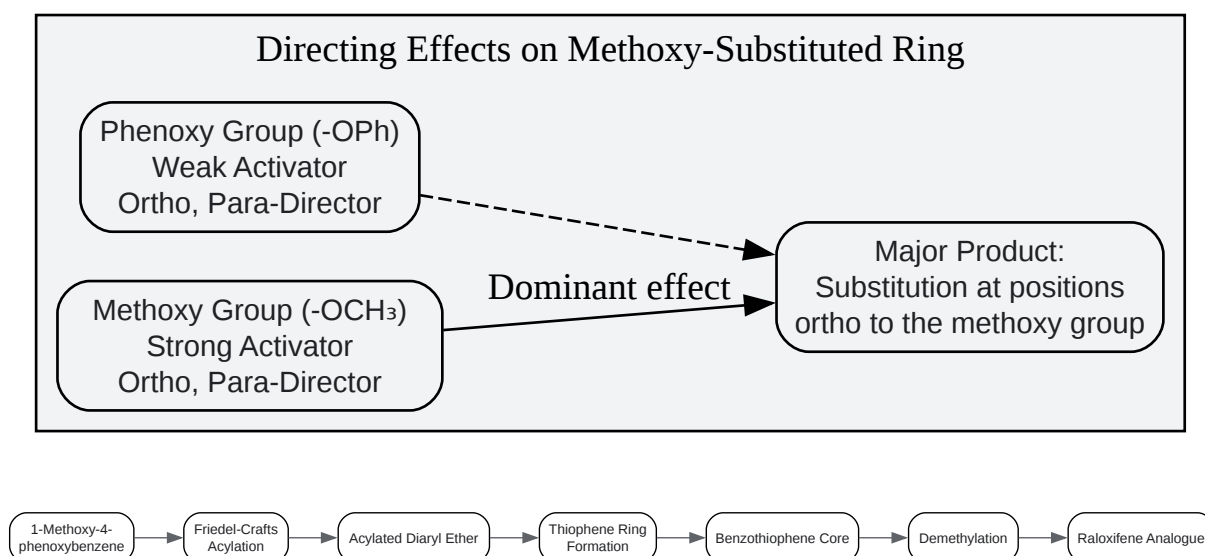 Directing Effects on Methoxy-Substituted Ring
Phenoxy Group (-OPh)
Weak Activator
Ortho, Para-Director
Methoxy Group (-OCH₃)
Strong Activator
Ortho, Para-Director
Dominant effect
Major Product:
Substitution at positions
ortho to the methoxy group
1-Methoxy-4-
phenoxybenzene
Friedel-Crafts
Acylation
Acylated Diaryl Ether
Thiophene Ring
Formation
Benzothiophene Core
Demethylation
Raloxifene Analogue